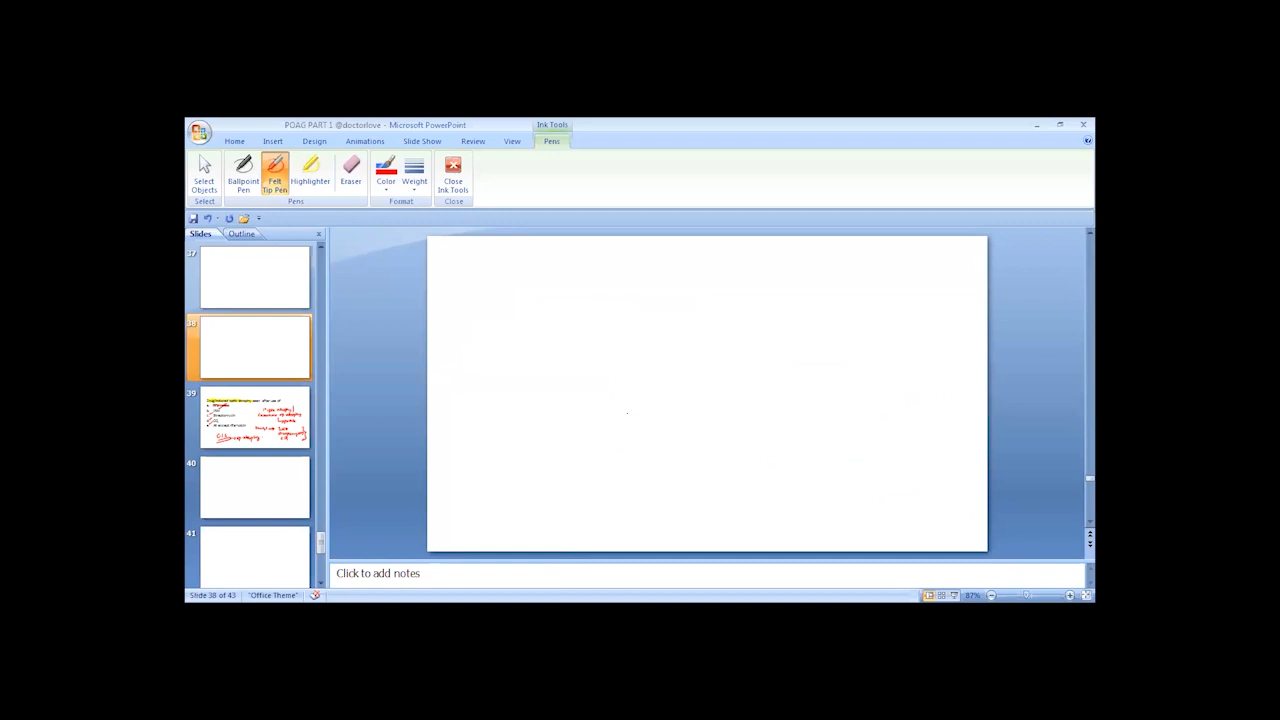 POAG PART 1 @doctorlove - Microsoft PowerPoint
Ink Tools
Home Insert Design Animations Slide Show Review View Pens
Select Objects
Ballpoint Pen
Felt Tip Pen
Highlighter
Eraser
Color
Weight
Close Ink Tools
Select Pens Format Close
Slides Outline
37
38
39
40
41
Click to add notes
Slide 38 of 43 "Office Theme" 87%